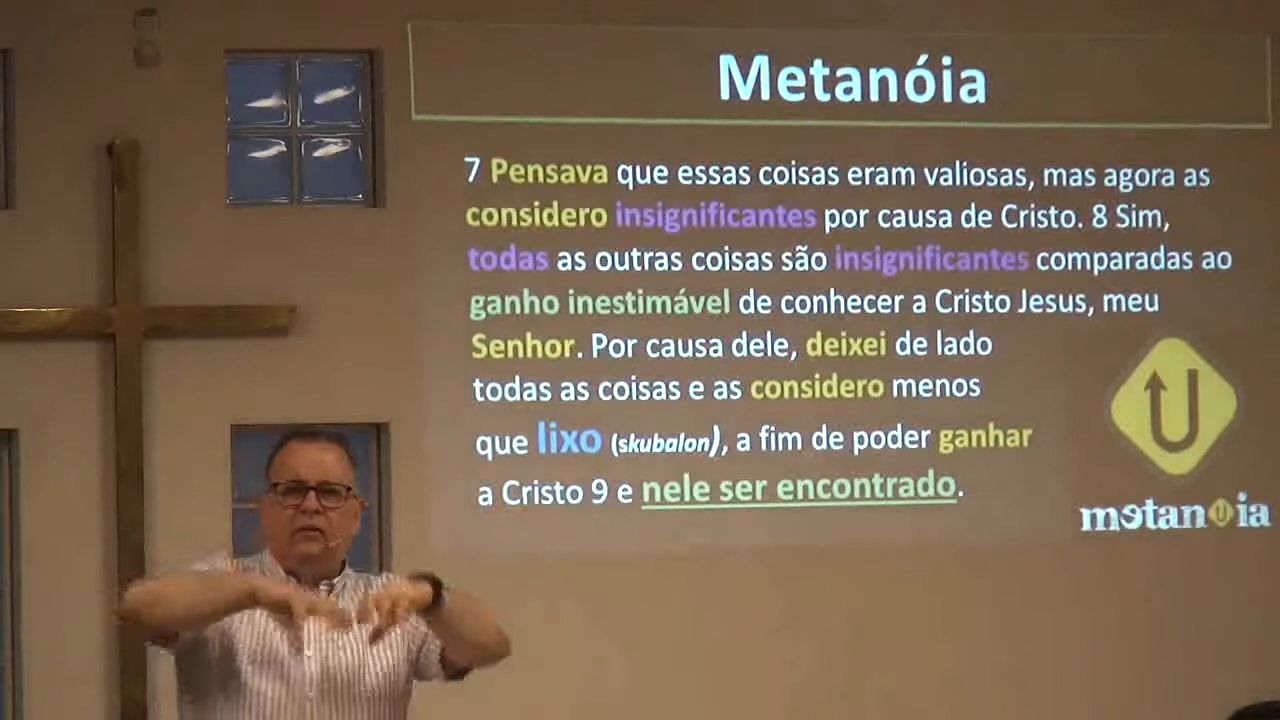 Metanóia
7 Pensava que essas coisas eram valiosas, mas agora as
considero insignificantes por causa de Cristo. 8 Sim,
todas as outras coisas são insignificantes comparadas ao
ganho inestimável de conhecer a Cristo Jesus, meu
Senhor. Por causa dele, deixei de lado
todas as coisas e as considero menos
que lixo (skubalon), a fim de poder ganhar
a Cristo 9 e nele ser encontrado.
metanoia